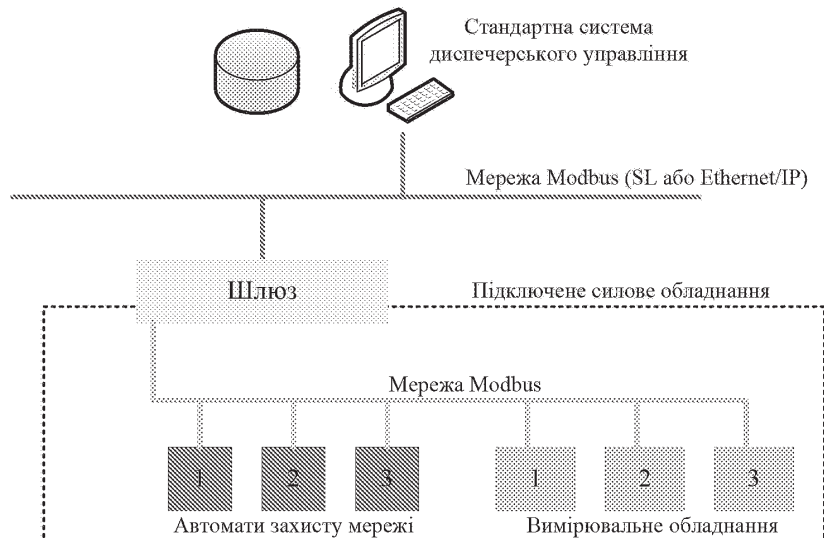 Стандартна система
диспечерського управління
Мережа Modbus (SL або Ethernet/IP)
Шлюз
Підключене силове обладнання
Мережа Modbus
1 2 3 1 2 3
Автомати захисту мережі Вимірювальне обладнання